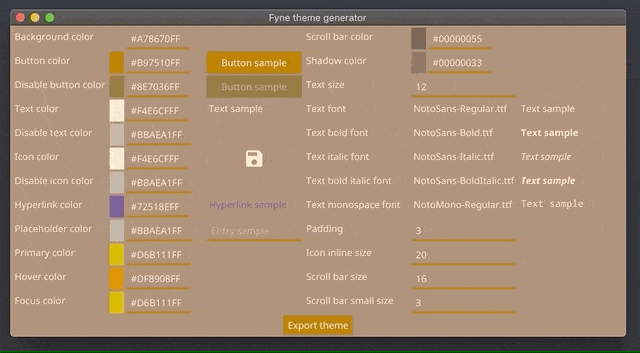 Fyne theme generator
Background color #A78670FF Scroll bar color #00000055
Button color #B97510FF Button sample Shadow color #00000033
Disable button color #8E7036FF Button sample Text size 12
Text color #F4E6CFFF Text sample Text font NotoSans-Regular.ttf Text sample
Disable text color #BBAEA1FF Text bold font NotoSans-Bold.ttf Text sample
Icon color #F4E6CFFF Text italic font NotoSans-Italic.ttf Text sample
Disable icon color #BBAEA1FF Text bold italic font NotoSans-BoldItalic.ttf Text sample
Hyperlink color #72518EFF Hyperlink sample Text monospace font NotoMono-Regular.ttf Text sample
Placeholder color #BBAEA1FF Entry sample Padding 3
Primary color #D6B111FF Icon inline size 20
Hover color #DF8908FF Scroll bar size 16
Focus color #D6B111FF Scroll bar small size 3
Export theme